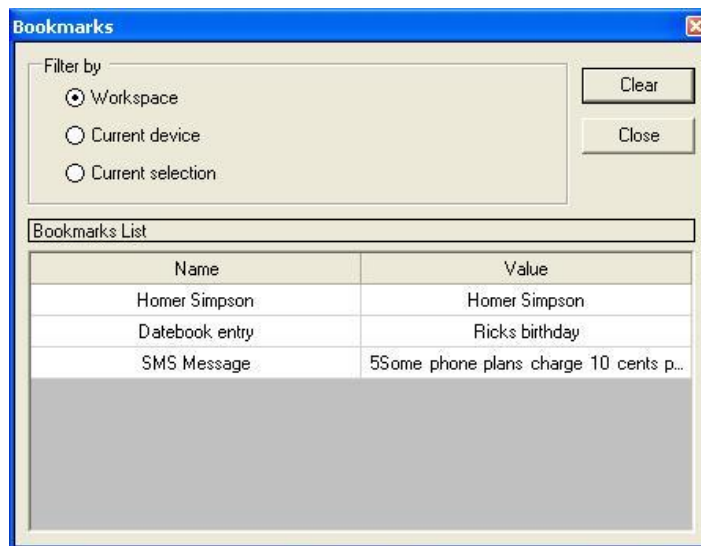 Bookmarks
Filter by
Workspace
Current device
Current selection
Clear
Close
Bookmarks List
Name Value
Homer Simpson Homer Simpson
Datebook entry Ricks birthday
SMS Message 5Some phone plans charge 10 cents p...